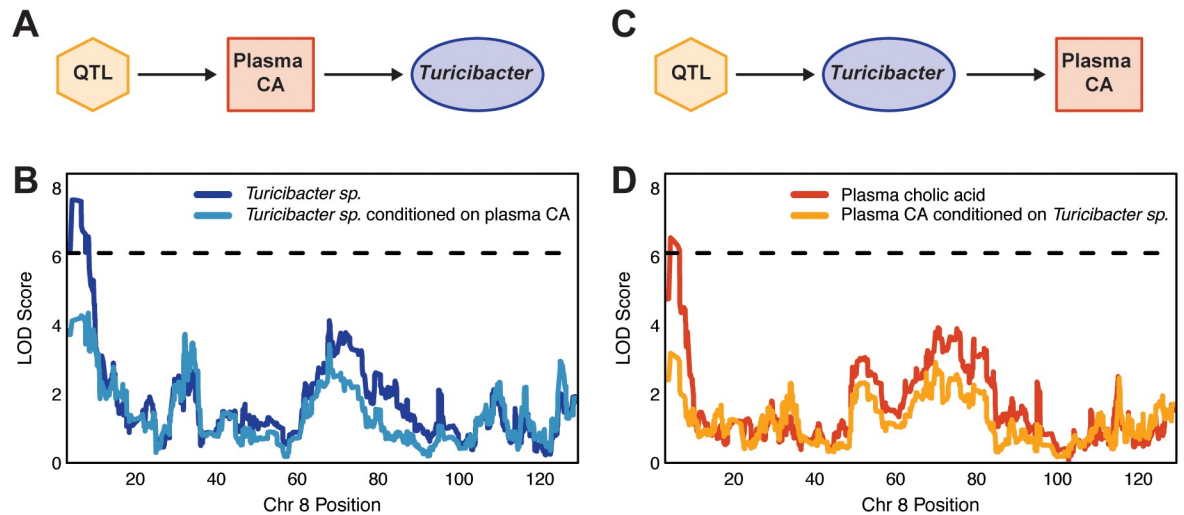 A
QTL
Plasma
CA
Turicibacter
C
QTL
Turicibacter
Plasma
CA
B
8
6
4
2
0
LOD Score
Turicibacter sp.
Turicibacter sp. conditioned on plasma CA
20
40
60
80
100
120
Chr 8 Position
D
8
6
4
2
0
LOD Score
Plasma cholic acid
Plasma CA conditioned on Turicibacter sp.
20
40
60
80
100
120
Chr 8 Position